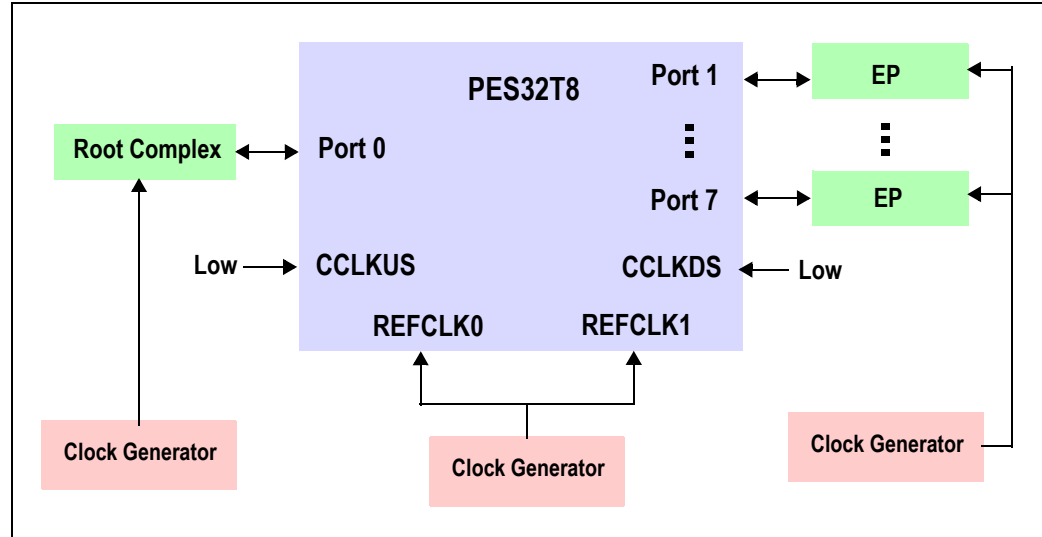 PES32T8
Port 1
EP
Root Complex
Port 0
Port 7
EP
Low
CCLKUS
CCLKDS
Low
REFCLK0
REFCLK1
Clock Generator
Clock Generator
Clock Generator